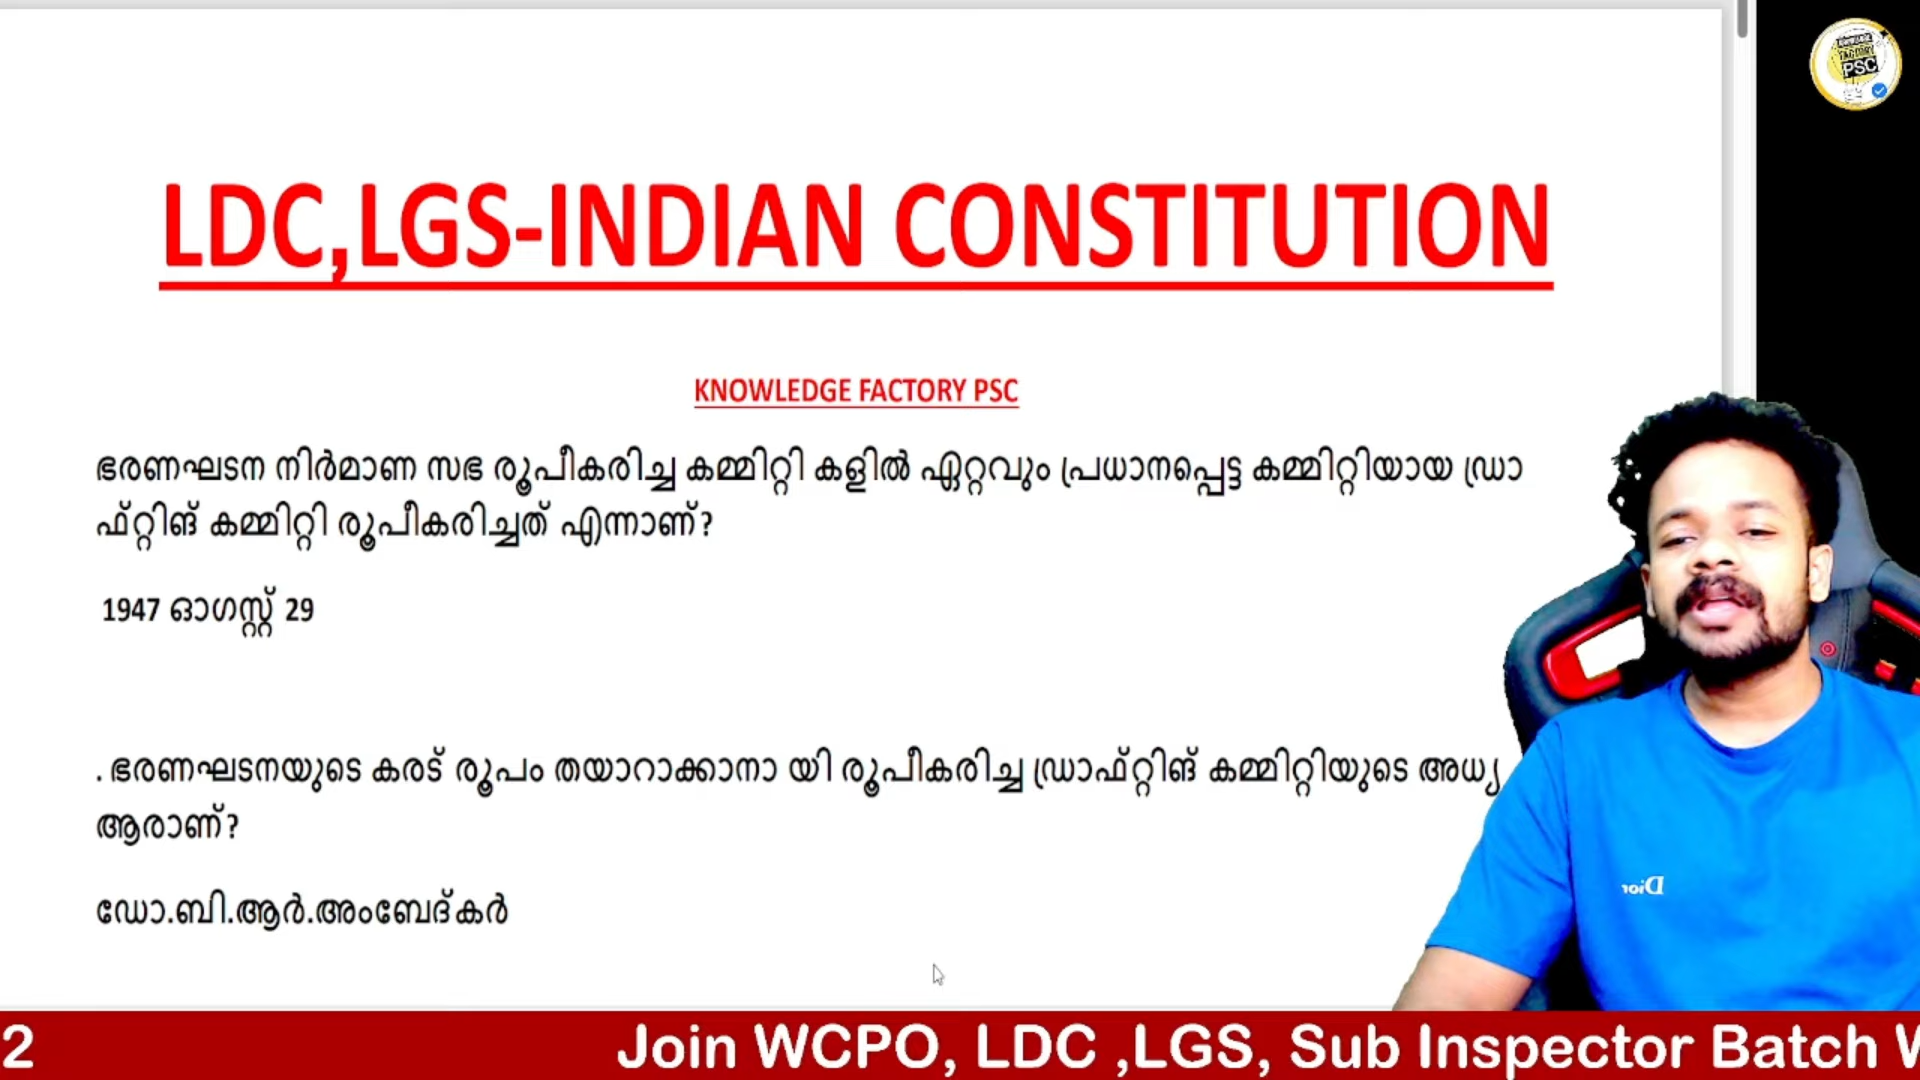 PSC
LDC,LGS-INDIAN CONSTITUTION
KNOWLEDGE FACTORY PSC
ഭരണഘടന നിർമാണ സഭ രൂപീകരിച്ച കമ്മിറ്റി കളിൽ ഏറ്റവും പ്രധാനപ്പെട്ട കമ്മിറ്റിയായ ഡ്രാ
ഫ്റ്റിങ് കമ്മിറ്റി രൂപീകരിച്ചത് എന്നാണ്?
1947 ഓഗസ്റ്റ് 29
. ഭരണഘടനയുടെ കരട് രൂപം തയാറാക്കാനാ യി രൂപീകരിച്ച ഡ്രാഫ്റ്റിങ് കമ്മിറ്റിയുടെ അധ്യ
ആരാണ്?
ഡോ.ബി.ആർ.അംബേദ്കർ
Dior
2 Join WCPO, LDC ,LGS, Sub Inspector Batch